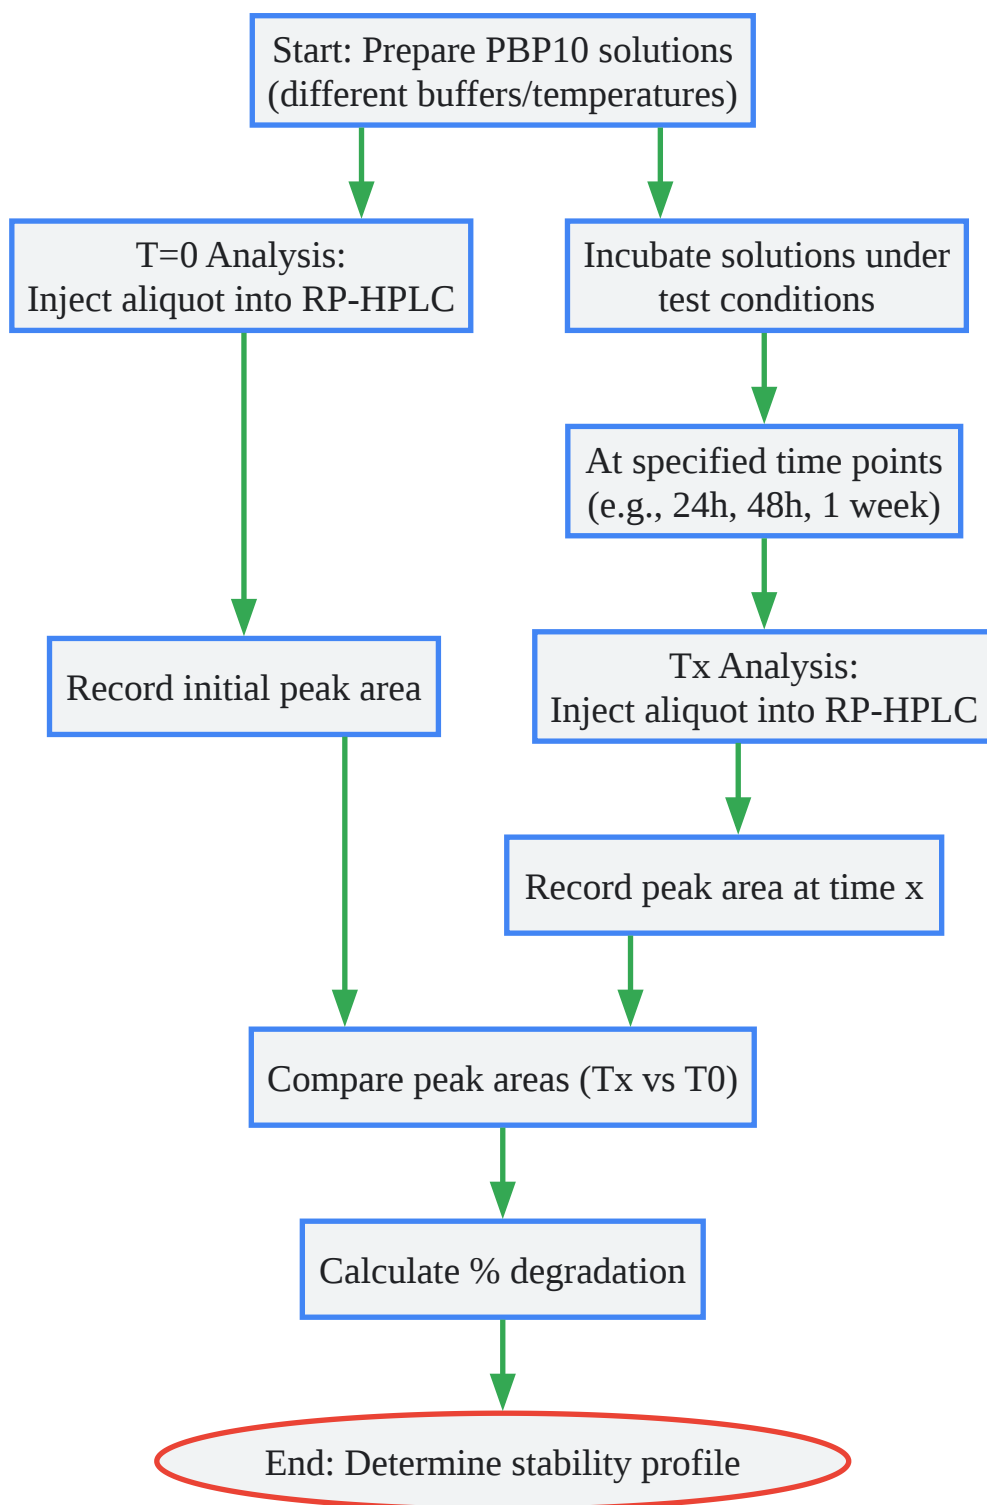 Start: Prepare PBP10 solutions
(different buffers/temperatures)
T=0 Analysis:
Inject aliquot into RP-HPLC
Incubate solutions under
test conditions
At specified time points
(e.g., 24h, 48h, 1 week)
Record initial peak area
Tx Analysis:
Inject aliquot into RP-HPLC
Record peak area at time x
Compare peak areas (Tx vs T0)
Calculate % degradation
End: Determine stability profile